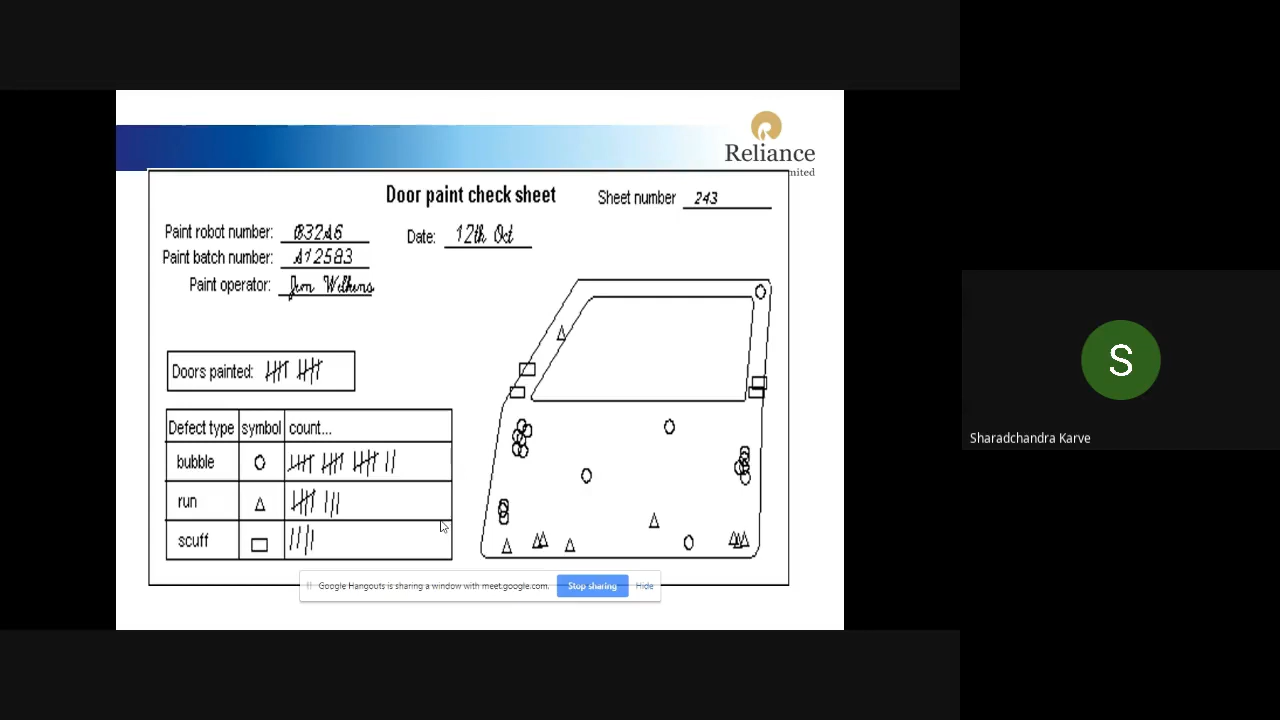 Reliance
mited
Door paint check sheet
Sheet number 243
Paint robot number: B32A6
Date: 12th Oct
Paint batch number: A12583
Paint operator: Jim Wilkins
Doors painted:
Defect type symbol count...
bubble
run
scuff
Google Hangouts is sharing a window with meet.google.com.
Stop sharing
Hide
S
Sharadchandra Karve